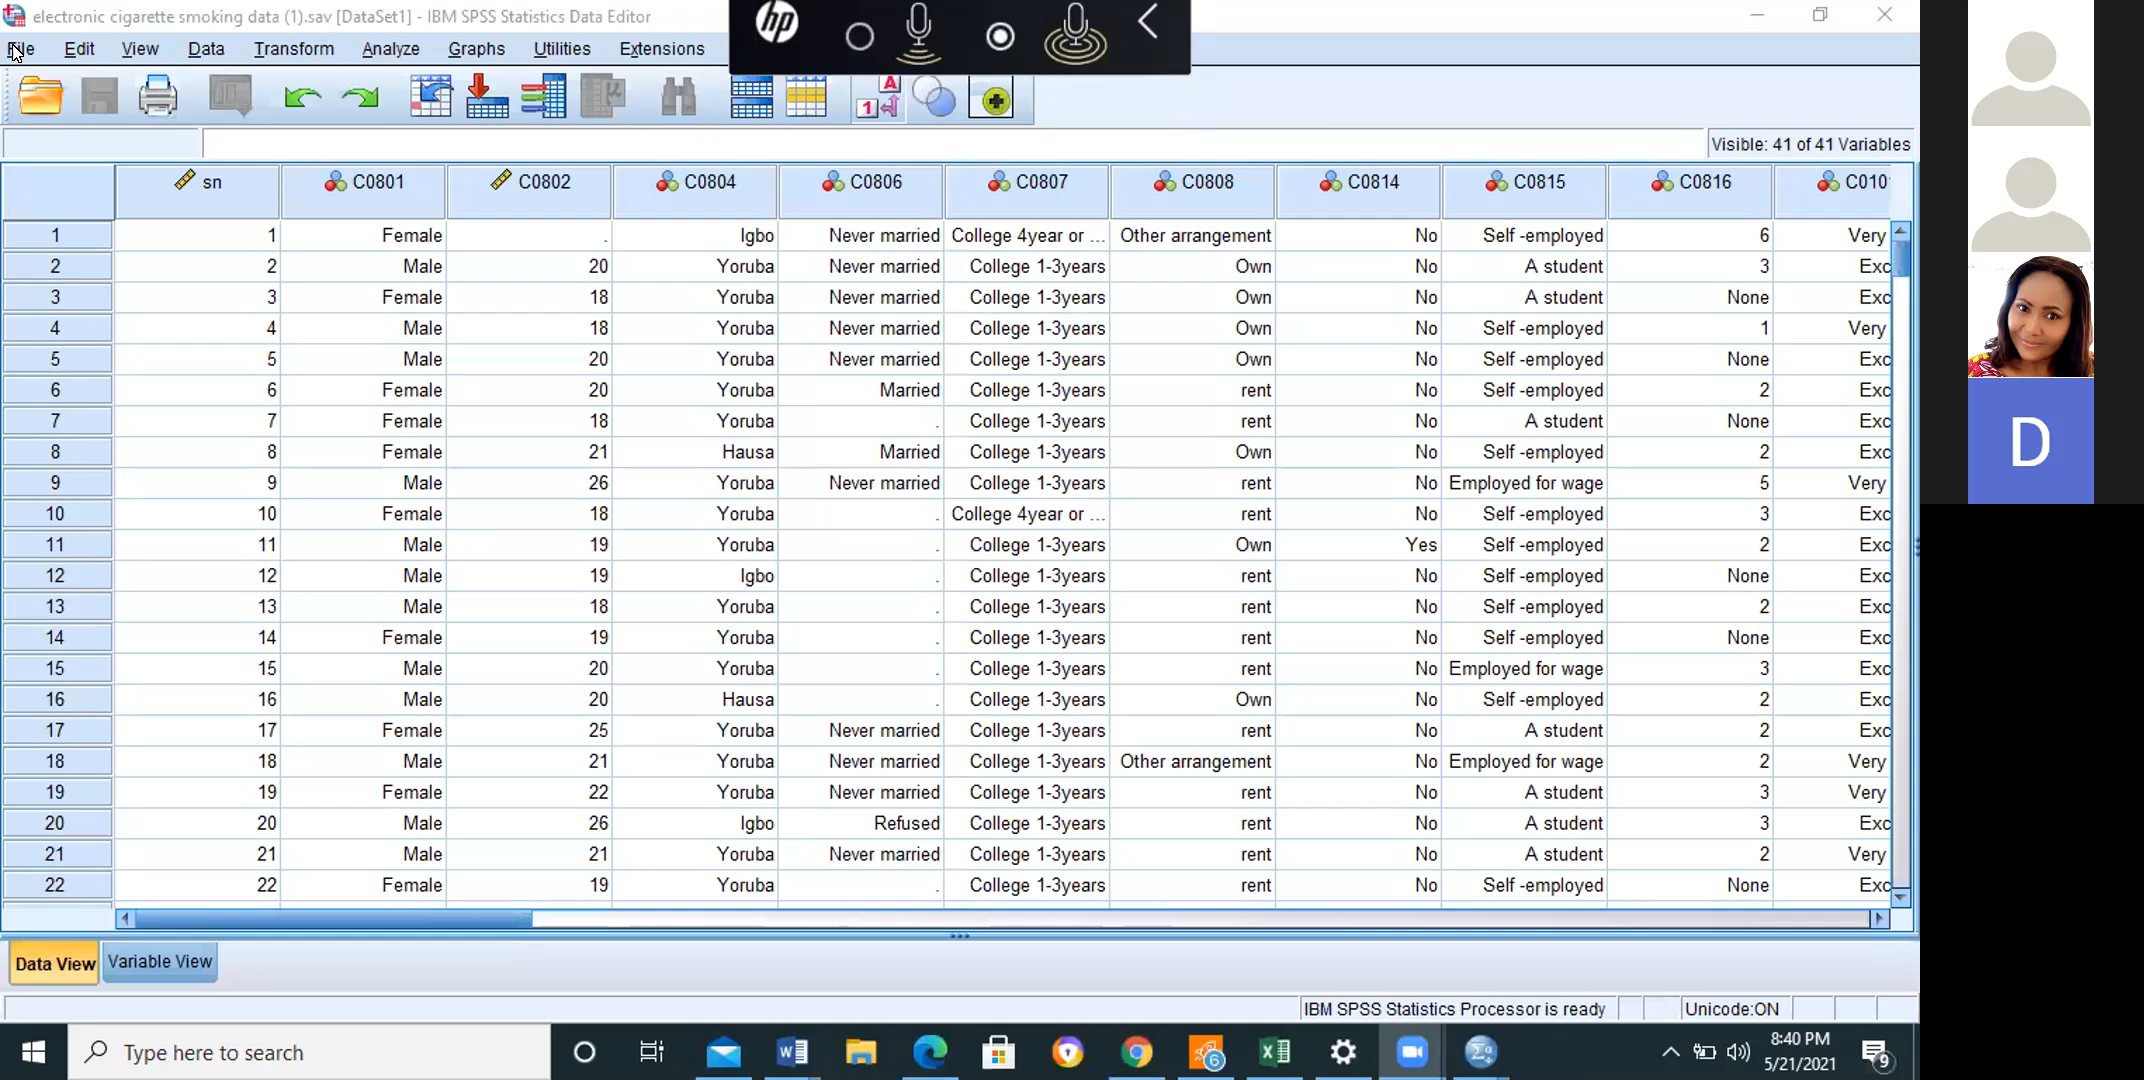 electronic cigarette smoking data (1).sav [DataSet1] - IBM SPSS Statistics Data Editor
hp
File Edit View Data Transform Analyze Graphs Utilities Extensions
A
1
Visible: 41 of 41 Variables
sn C0801 C0802 C0804 C0806 C0807 C0808 C0814 C0815 C0816 C010
1 1 Female . Igbo Never married College 4year or ... Other arrangement No Self -employed 6 Very
2 2 Male 20 Yoruba Never married College 1-3years Own No A student 3 Exc
3 3 Female 18 Yoruba Never married College 1-3years Own No A student None Exc
4 4 Male 18 Yoruba Never married College 1-3years Own No Self -employed 1 Very
5 5 Male 20 Yoruba Never married College 1-3years Own No Self -employed None Exc
6 6 Female 20 Yoruba Married College 1-3years rent No Self -employed 2 Exc
7 7 Female 18 Yoruba . College 1-3years rent No A student None Exc
8 8 Female 21 Hausa Married College 1-3years Own No Self -employed 2 Exc
9 9 Male 26 Yoruba Never married College 1-3years rent No Employed for wage 5 Very
10 10 Female 18 Yoruba . College 4year or ... rent No Self -employed 3 Exc
11 11 Male 19 Yoruba . College 1-3years Own Yes Self -employed 2 Exc
12 12 Male 19 Igbo . College 1-3years rent No Self -employed None Exc
13 13 Male 18 Yoruba . College 1-3years rent No Self -employed 2 Exc
14 14 Female 19 Yoruba . College 1-3years rent No Self -employed None Exc
15 15 Male 20 Yoruba . College 1-3years rent No Employed for wage 3 Exc
16 16 Male 20 Hausa . College 1-3years Own No Self -employed 2 Exc
17 17 Female 25 Yoruba Never married College 1-3years rent No A student 2 Exc
18 18 Male 21 Yoruba Never married College 1-3years Other arrangement No Employed for wage 2 Very
19 19 Female 22 Yoruba Never married College 1-3years rent No A student 3 Very
20 20 Male 26 Igbo Refused College 1-3years rent No A student 3 Exc
21 21 Male 21 Yoruba Never married College 1-3years rent No A student 2 Very
22 22 Female 19 Yoruba . College 1-3years rent No Self -employed None Exc
D
Data View Variable View
IBM SPSS Statistics Processor is ready Unicode:ON
Type here to search
6
8:40 PM
5/21/2021
9